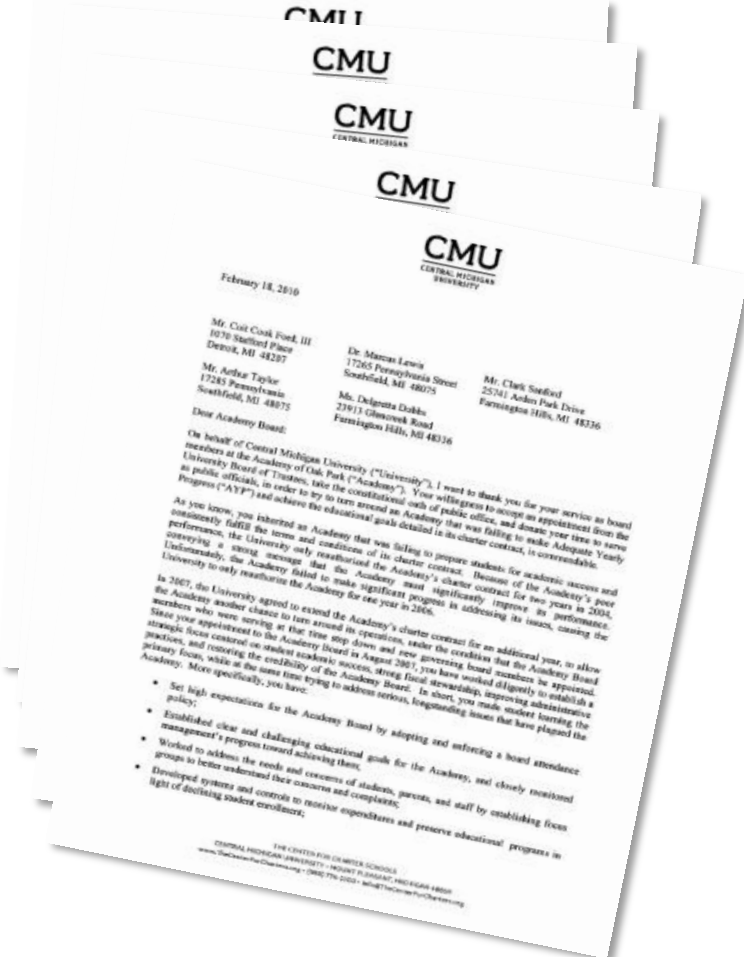 CMU
CMU
CMU
CENTRAL MICHIGAN
CMU
CMU
CENTRAL MICHIGAN
UNIVERSITY
February 18, 2010
Mr. Coit Cook Ford, III
1070 Stafford Place
Detroit, MI 48207
Dr. Marcus Lewis
17265 Pennsylvania Street
Southfield, MI 48075
Mr. Clark Sanford
25741 Arden Park Drive
Farmington Hills, MI 48336
Mr. Arthur Taylor
17285 Pennsylvania
Southfield, MI 48075
Ms. Delgretta Dobbs
23913 Glencreek Road
Farmington Hills, MI 48336
Dear Academy Board:
On behalf of Central Michigan University ("University"), I want to thank you for your service as board
members at the Academy of Oak Park ("Academy"). Your willingness to accept an appointment from the
University Board of Trustees, take the constitutional oath of public office, and donate your time to serve
as public officials, in order to try to turn around an Academy that was failing to make Adequate Yearly
Progress ("AYP") and achieve the educational goals detailed in its charter contract, is commendable.
As you know, you inherited an Academy that was failing to prepare students for academic success and
consistently fulfill the terms and conditions of its charter contract. Because of the Academy's poor
performance, the University only reauthorized the Academy's charter contract for two years in 2004,
conveying a strong message that the Academy must significantly improve its performance.
Unfortunately, the Academy failed to make significant progress in addressing its issues, causing the
University to only reauthorize the Academy for one year in 2006.
In 2007, the University agreed to extend the Academy's charter contract for an additional year, to allow
the Academy another chance to turn around its operations, under the condition that the Academy Board
members who were serving at that time step down and new governing board members be appointed.
Since your appointment to the Academy Board in August 2007, you have worked diligently to establish a
strategic focus centered on student academic success, strong fiscal stewardship, improving administrative
practices, and restoring the credibility of the Academy Board. In short, you made student learning the
primary focus, while at the same time trying to address serious, longstanding issues that have plagued the
Academy. More specifically, you have:
• Set high expectations for the Academy Board by adopting and enforcing a board attendance
policy;
• Established clear and challenging educational goals for the Academy, and closely monitored
management's progress toward achieving them;
• Worked to address the needs and concerns of students, parents, and staff by establishing focus
groups to better understand their concerns and complaints;
• Developed systems and controls to monitor expenditures and preserve educational programs in
light of declining student enrollment;
THE CENTER FOR CHARTER SCHOOLS
CENTRAL MICHIGAN UNIVERSITY • MOUNT PLEASANT, MICHIGAN 48859
www.TheCenterForCharters.org • (989) 774-2100 • info@TheCenterForCharters.org